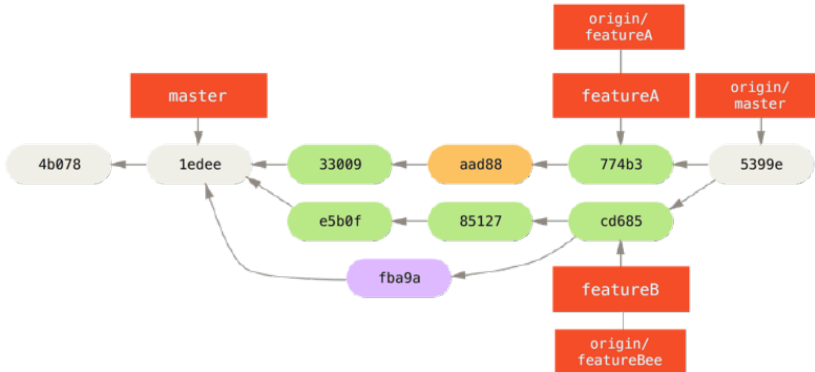 origin/
featureA
master
featureA
origin/
master
4b078
1edee
33009
aad88
774b3
5399e
e5b0f
85127
cd685
fba9a
featureB
origin/
featureBee